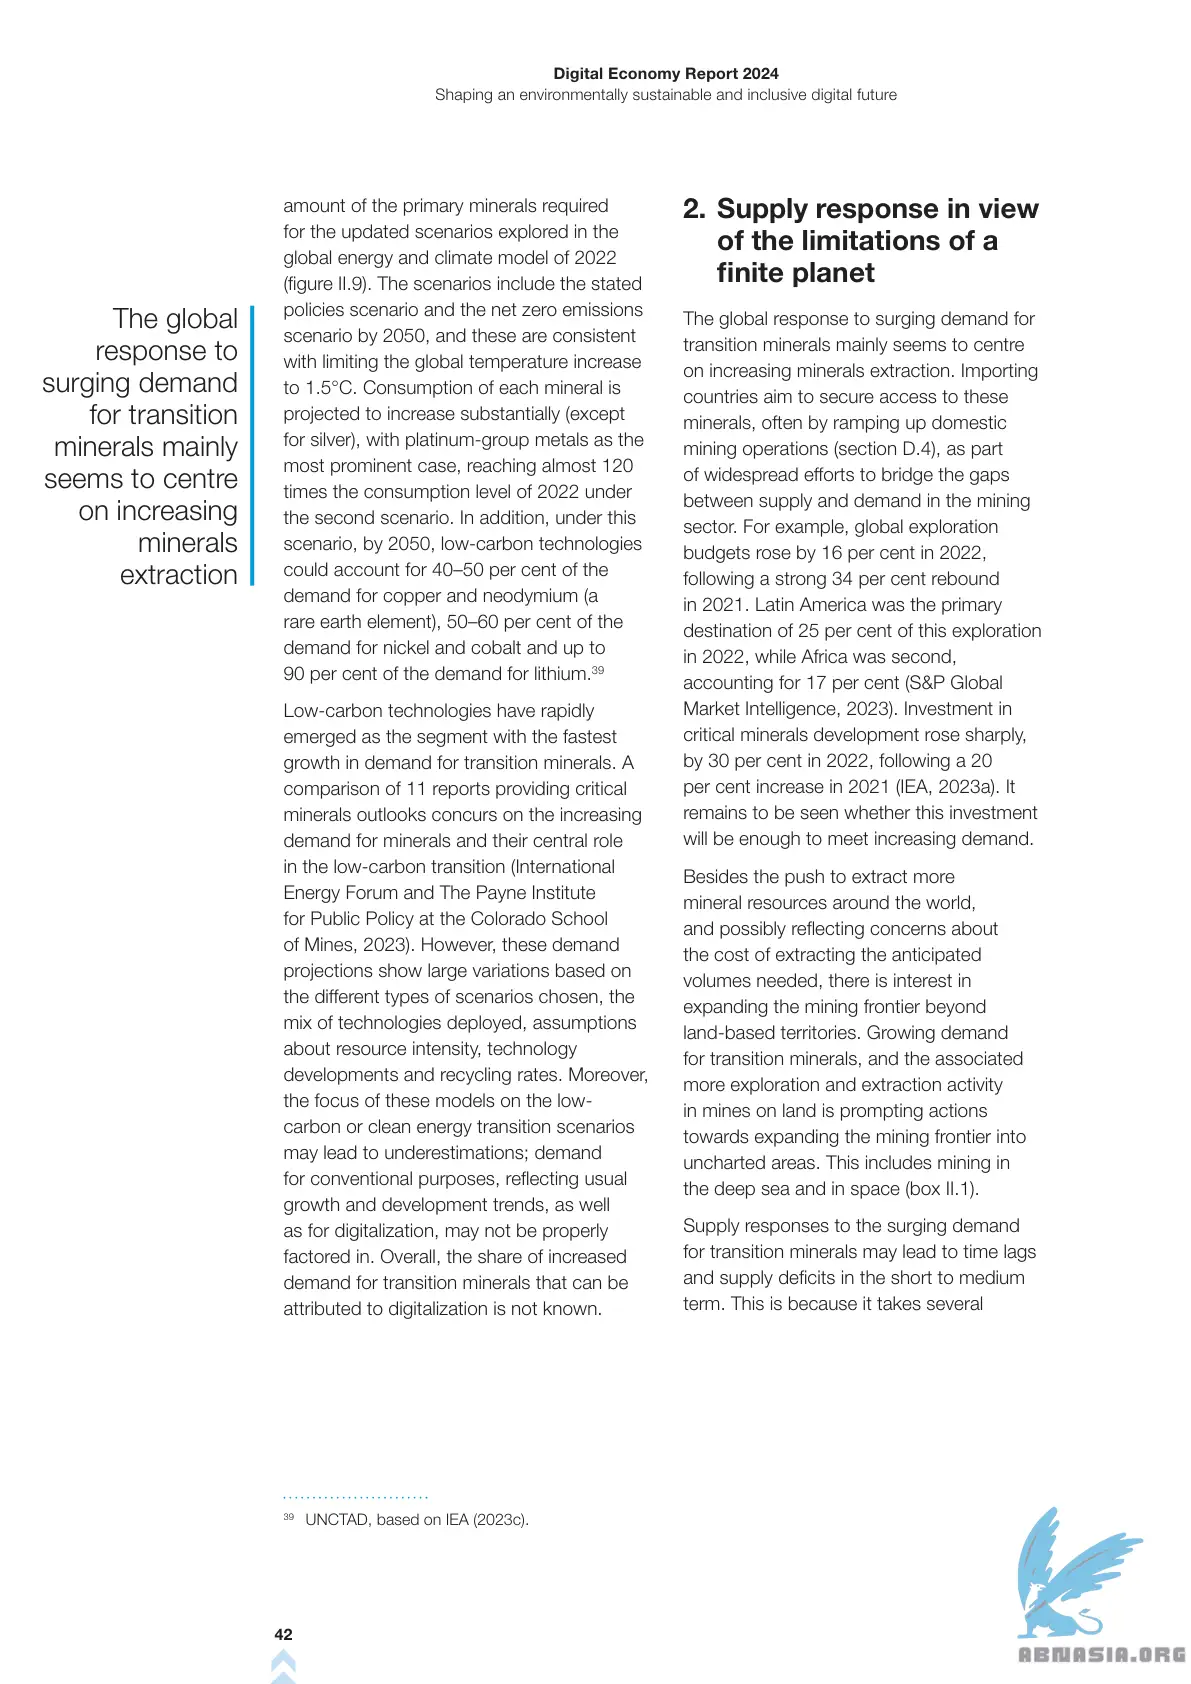 Digital Economy Report 2024
Shaping an environmentally sustainable and inclusive digital future
The global
response to
surging demand
for transition
minerals mainly
seems to centre
on increasing
minerals
extraction
amount of the primary minerals required
for the updated scenarios explored in the
global energy and climate model of 2022
(figure II.9). The scenarios include the stated
policies scenario and the net zero emissions
scenario by 2050, and these are consistent
with limiting the global temperature increase
to 1.5°C. Consumption of each mineral is
projected to increase substantially (except
for silver), with platinum-group metals as the
most prominent case, reaching almost 120
times the consumption level of 2022 under
the second scenario. In addition, under this
scenario, by 2050, low-carbon technologies
could account for 40–50 per cent of the
demand for copper and neodymium (a
rare earth element), 50–60 per cent of the
demand for nickel and cobalt and up to
90 per cent of the demand for lithium.39
Low-carbon technologies have rapidly
emerged as the segment with the fastest
growth in demand for transition minerals. A
comparison of 11 reports providing critical
minerals outlooks concurs on the increasing
demand for minerals and their central role
in the low-carbon transition (International
Energy Forum and The Payne Institute
for Public Policy at the Colorado School
of Mines, 2023). However, these demand
projections show large variations based on
the different types of scenarios chosen, the
mix of technologies deployed, assumptions
about resource intensity, technology
developments and recycling rates. Moreover,
the focus of these models on the low-
carbon or clean energy transition scenarios
may lead to underestimations; demand
for conventional purposes, reflecting usual
growth and development trends, as well
as for digitalization, may not be properly
factored in. Overall, the share of increased
demand for transition minerals that can be
attributed to digitalization is not known.
2. Supply response in view
of the limitations of a
finite planet
The global response to surging demand for
transition minerals mainly seems to centre
on increasing minerals extraction. Importing
countries aim to secure access to these
minerals, often by ramping up domestic
mining operations (section D.4), as part
of widespread efforts to bridge the gaps
between supply and demand in the mining
sector. For example, global exploration
budgets rose by 16 per cent in 2022,
following a strong 34 per cent rebound
in 2021. Latin America was the primary
destination of 25 per cent of this exploration
in 2022, while Africa was second,
accounting for 17 per cent (S&P Global
Market Intelligence, 2023). Investment in
critical minerals development rose sharply,
by 30 per cent in 2022, following a 20
per cent increase in 2021 (IEA, 2023a). It
remains to be seen whether this investment
will be enough to meet increasing demand.
Besides the push to extract more
mineral resources around the world,
and possibly reflecting concerns about
the cost of extracting the anticipated
volumes needed, there is interest in
expanding the mining frontier beyond
land-based territories. Growing demand
for transition minerals, and the associated
more exploration and extraction activity
in mines on land is prompting actions
towards expanding the mining frontier into
uncharted areas. This includes mining in
the deep sea and in space (box II.1).
Supply responses to the surging demand
for transition minerals may lead to time lags
and supply deficits in the short to medium
term. This is because it takes several
39 UNCTAD, based on IEA (2023c).
42
ABNASIA.ORG